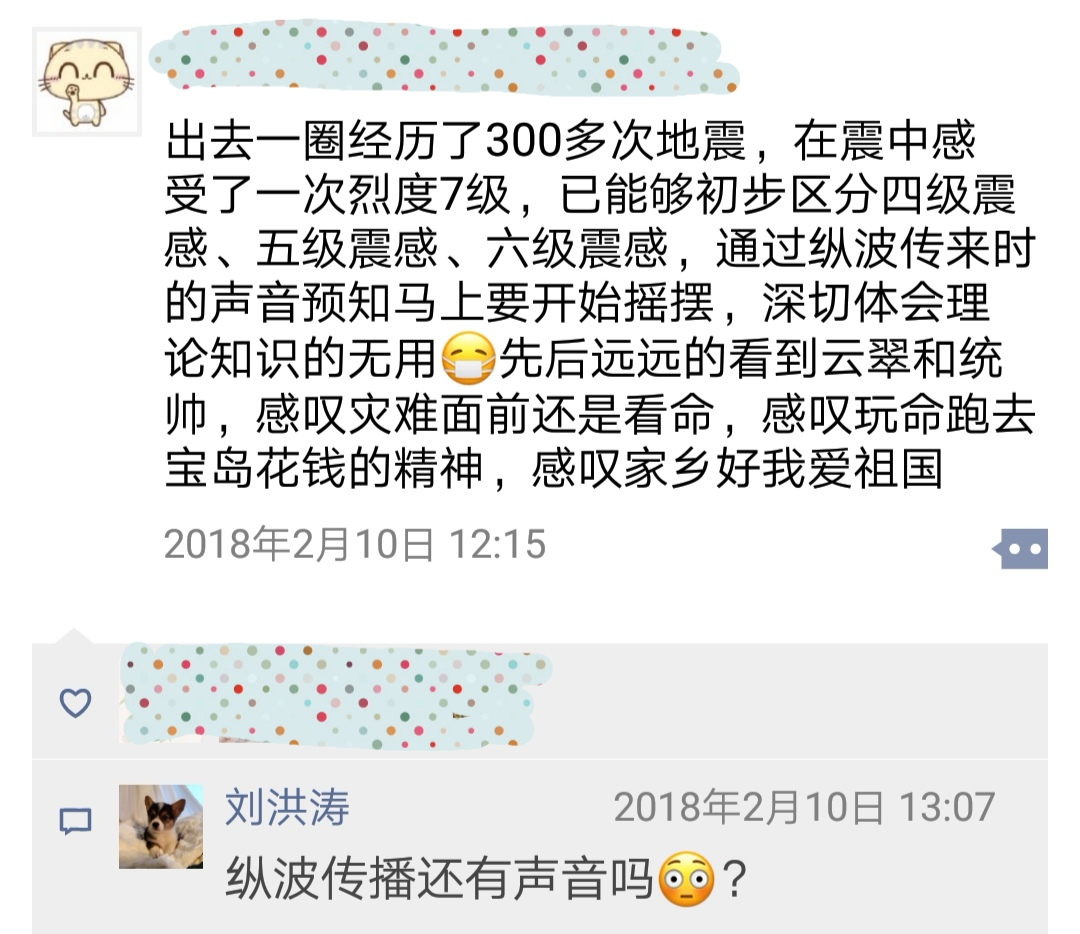 出去一圈经历了300多次地震，在震中感
受了一次烈度7级，已能够初步区分四级震
感、五级震感、六级震感，通过纵波传来时
的声音预知马上要开始摇摆，深切体会理
论知识的无用😷先后远远的看到云翠和统
帅，感叹灾难面前还是看命，感叹玩命跑去
宝岛花钱的精神，感叹家乡好我爱祖国
2018年2月10日 12:15
刘洪涛
2018年2月10日 13:07
纵波传播还有声音吗😳？